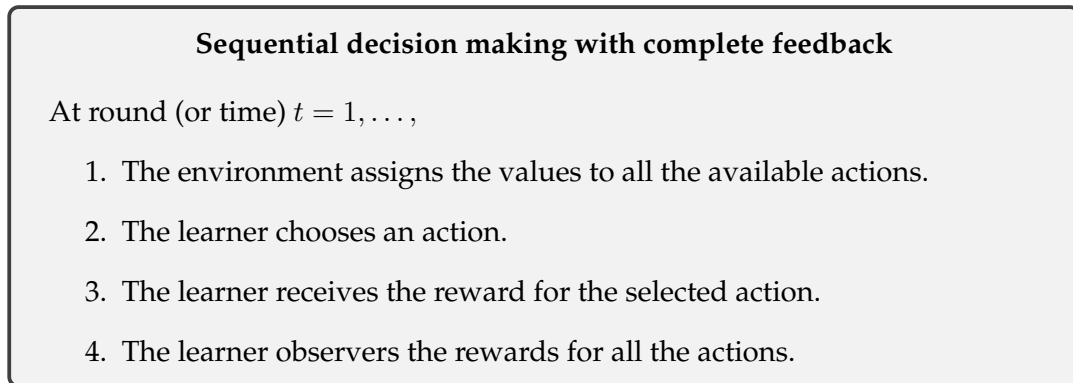 Sequential decision making with complete feedback
At round (or time) t = 1, . . . ,
1. The environment assigns the values to all the available actions.
2. The learner chooses an action.
3. The learner receives the reward for the selected action.
4. The learner observers the rewards for all the actions.